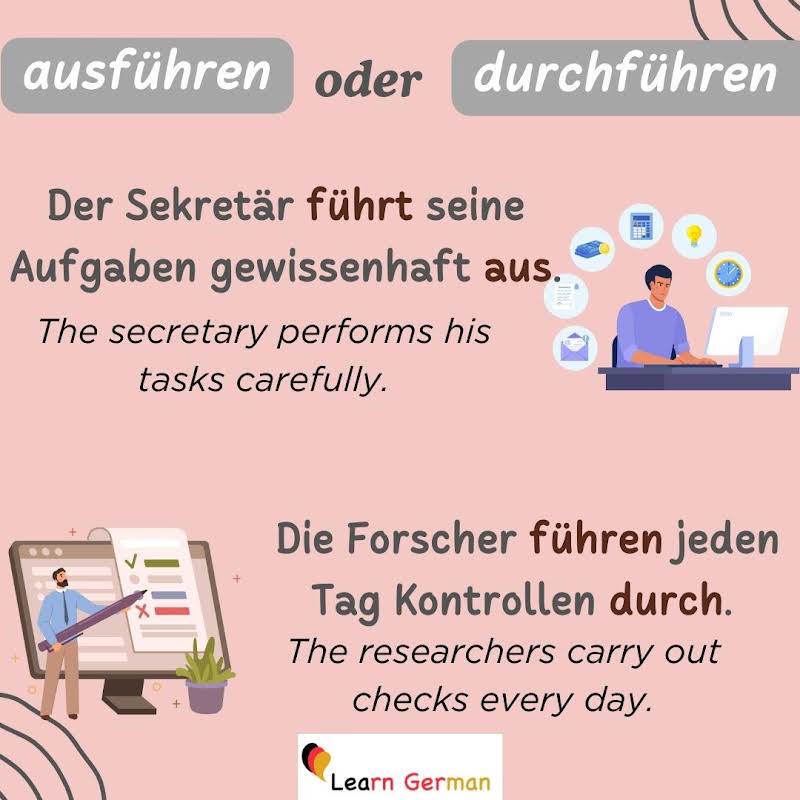 ausführen oder durchführen
Der Sekretär führt seine
Aufgaben gewissenhaft aus.
The secretary performs his
tasks carefully.
Die Forscher führen jeden
Tag Kontrollen durch.
The researchers carry out
checks every day.
Learn German